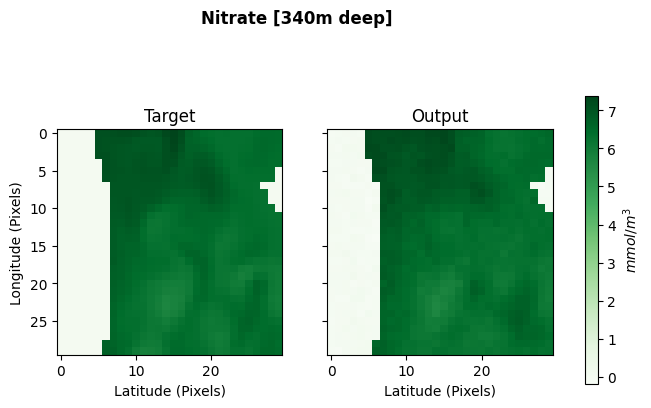 Nitrate [340m deep]
Target
Output
0
5
10
15
20
25
Longitude (Pixels)
0 10 20
Latitude (Pixels)
0 10 20
Latitude (Pixels)
7
6
5
4
3
2
1
0
mmol/m³